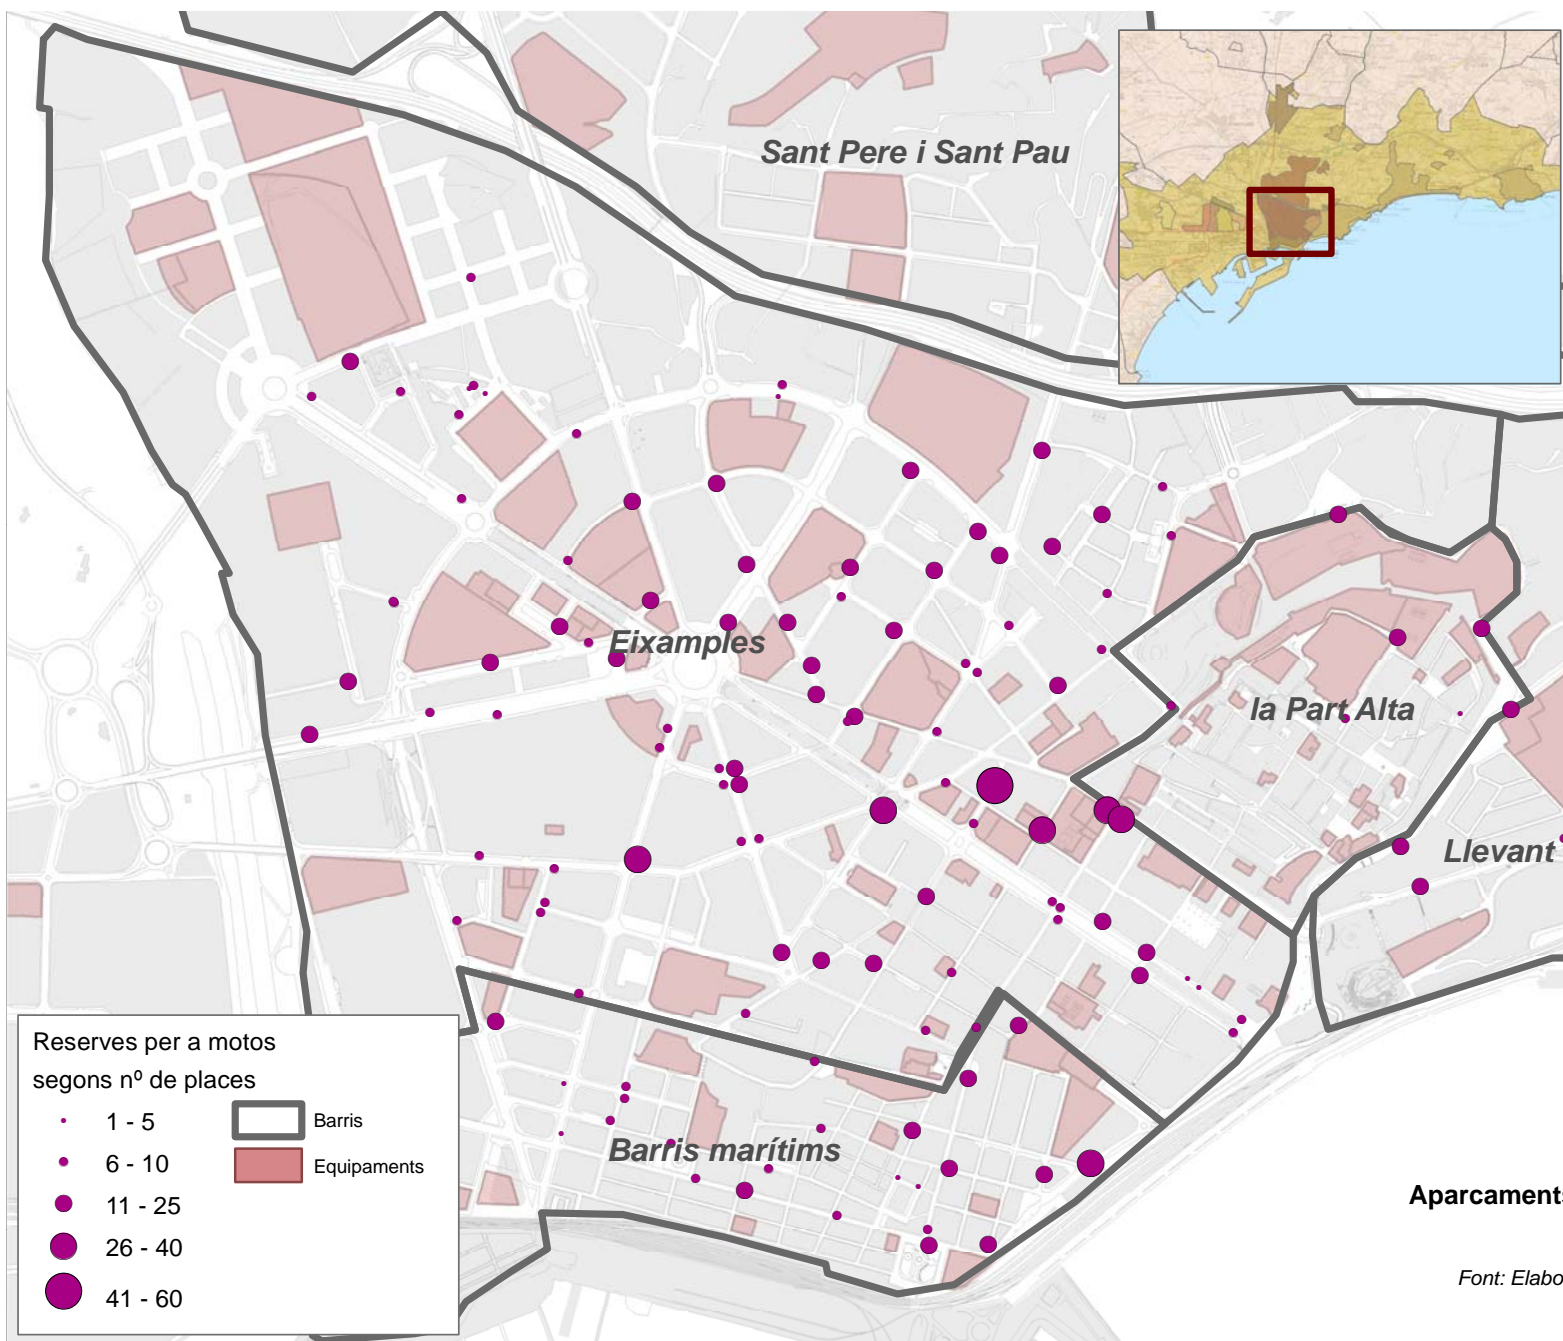 Sant Pere i Sant Pau
Eixamples
la Part Alta
Llevant
Barris marítims
Reserves per a motos
segons nº de places
1 - 5
6 - 10
11 - 25
26 - 40
41 - 60
Barris
Equipaments
Aparcaments
Font: Elabo